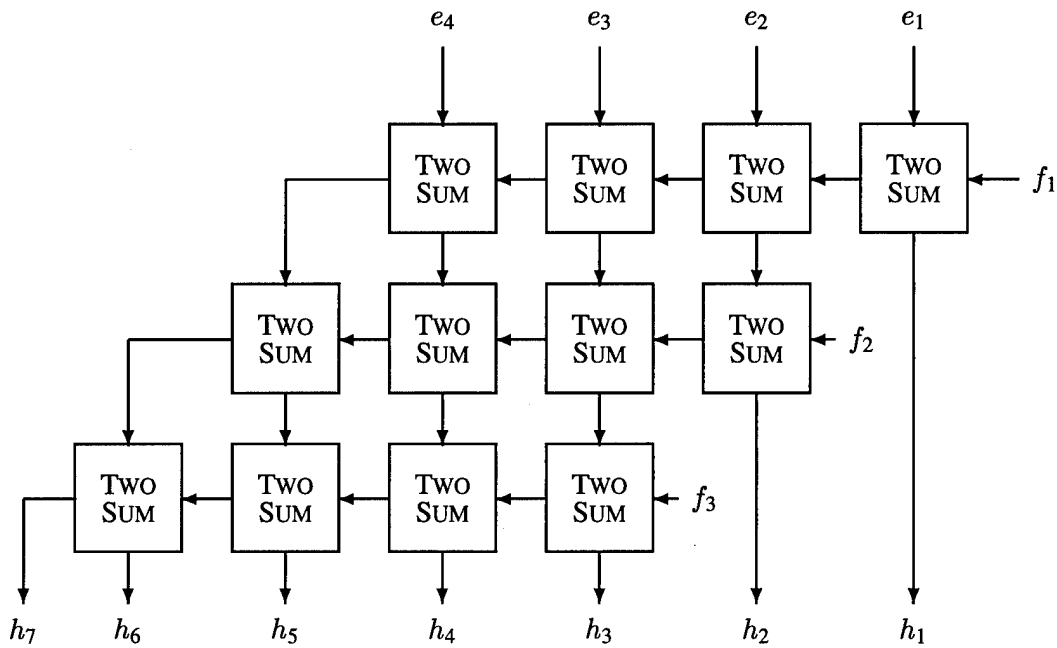 e4 e3 e2 e1
TWO SUM TWO SUM TWO SUM TWO SUM f1
TWO SUM TWO SUM TWO SUM TWO SUM f2
TWO SUM TWO SUM TWO SUM TWO SUM f3
h7 h6 h5 h4 h3 h2 h1